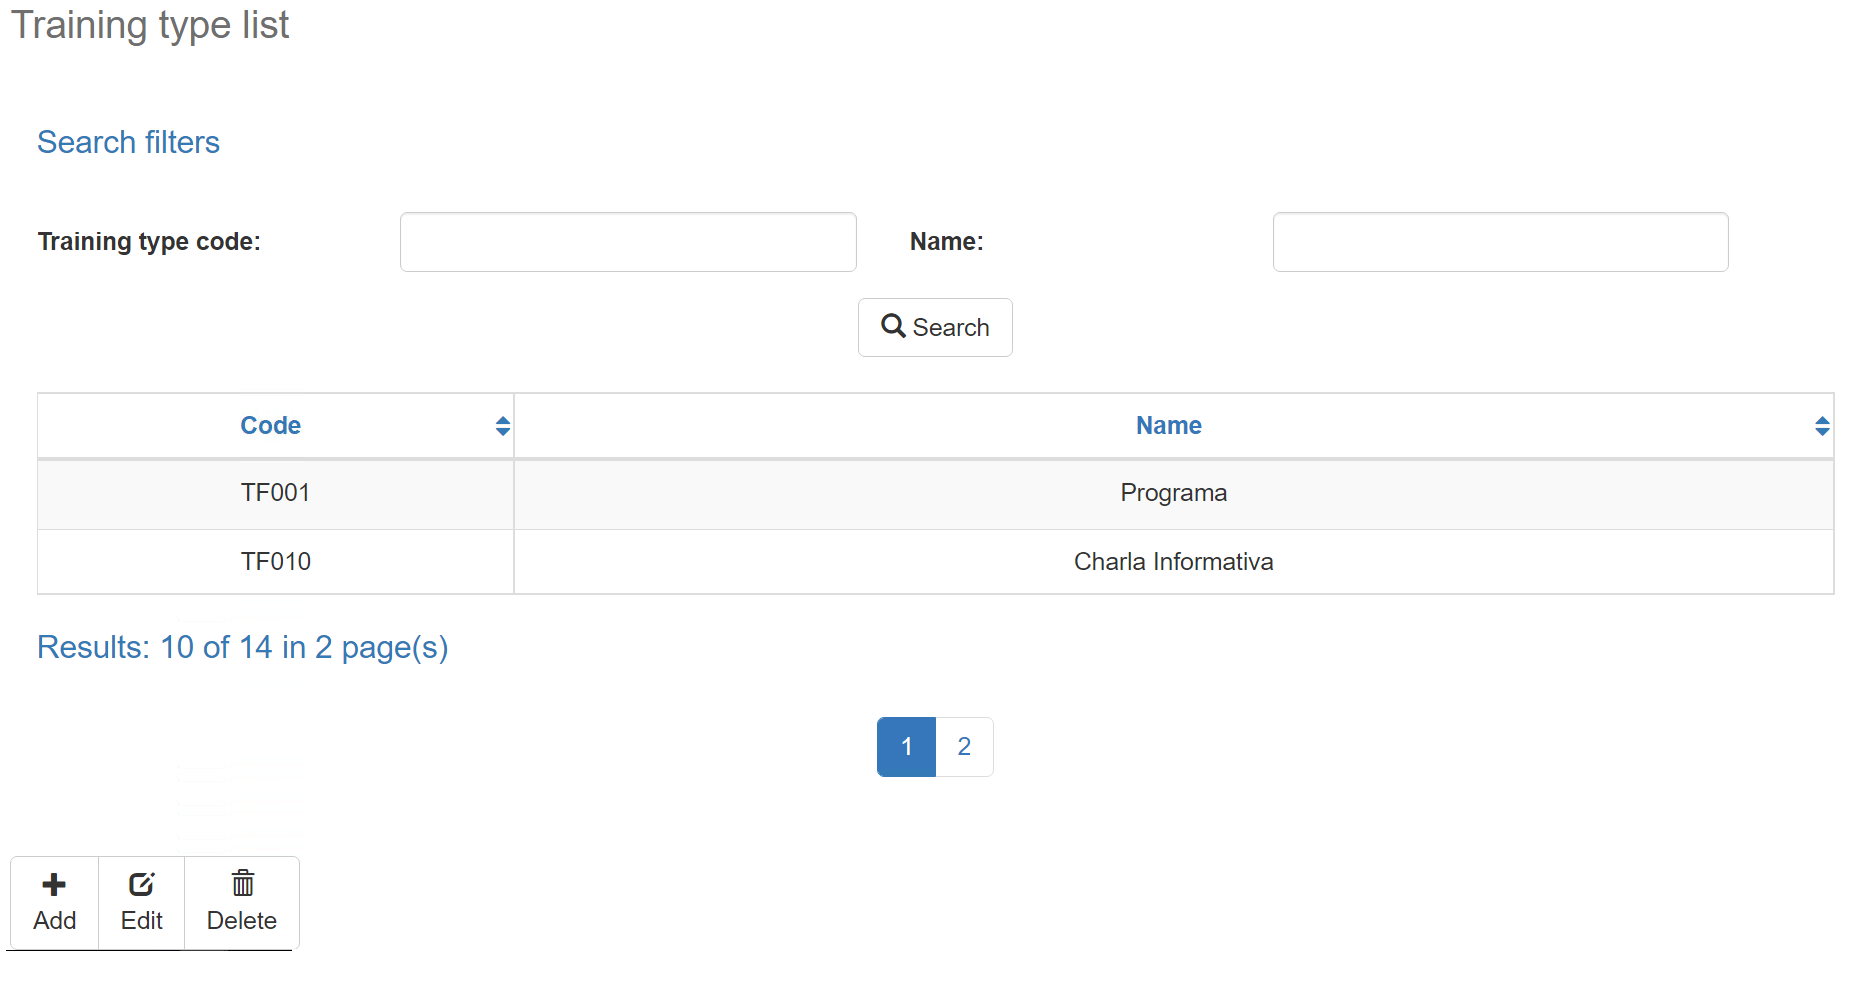 Training type list
Search filters
Training type code: Name:
Search
Code Name
TF001 Programa
TF010 Charla Informativa
Results: 10 of 14 in 2 page(s)
1 2
Add Edit Delete